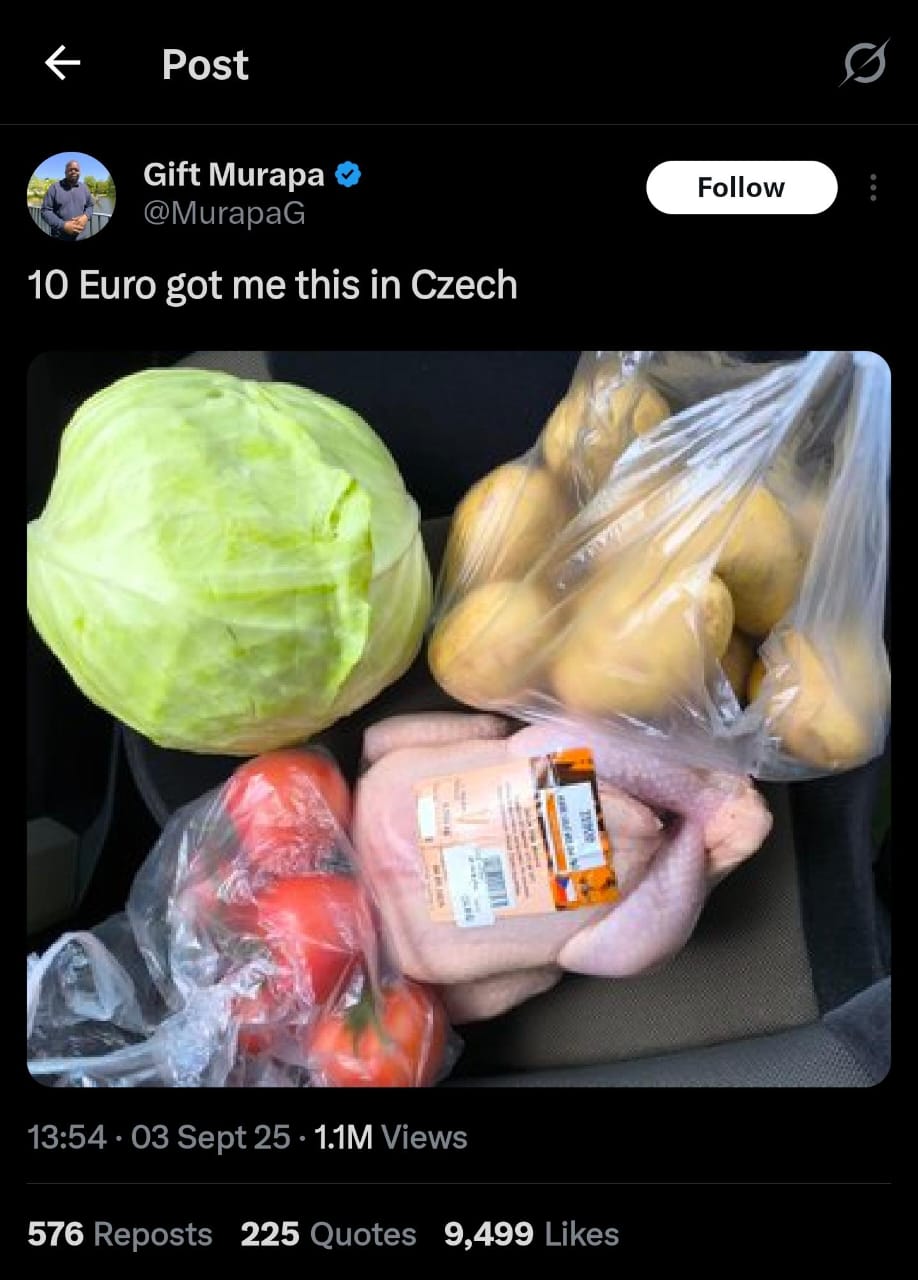 Post
Gift Murapa
@MurapaG
Follow
10 Euro got me this in Czech
13:54 · 03 Sept 25 · 1.1M Views
576 Reposts 225 Quotes 9,499 Likes